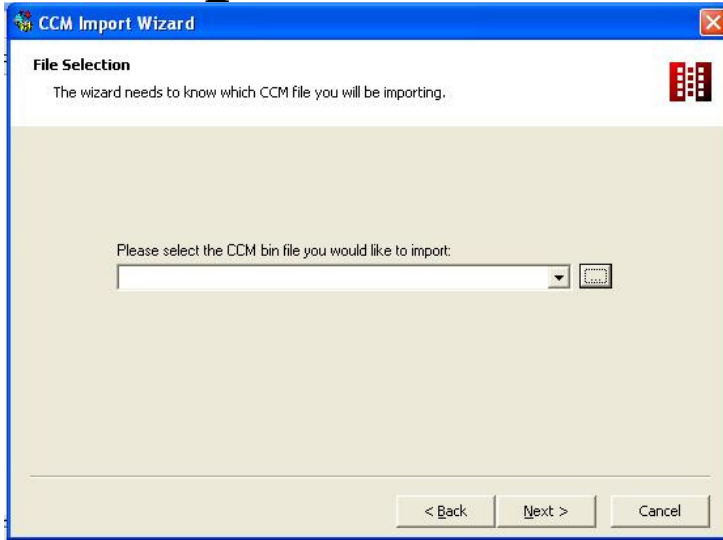 CCM Import Wizard
File Selection
The wizard needs to know which CCM file you will be importing.
Please select the CCM bin file you would like to import:
...
< Back Next > Cancel